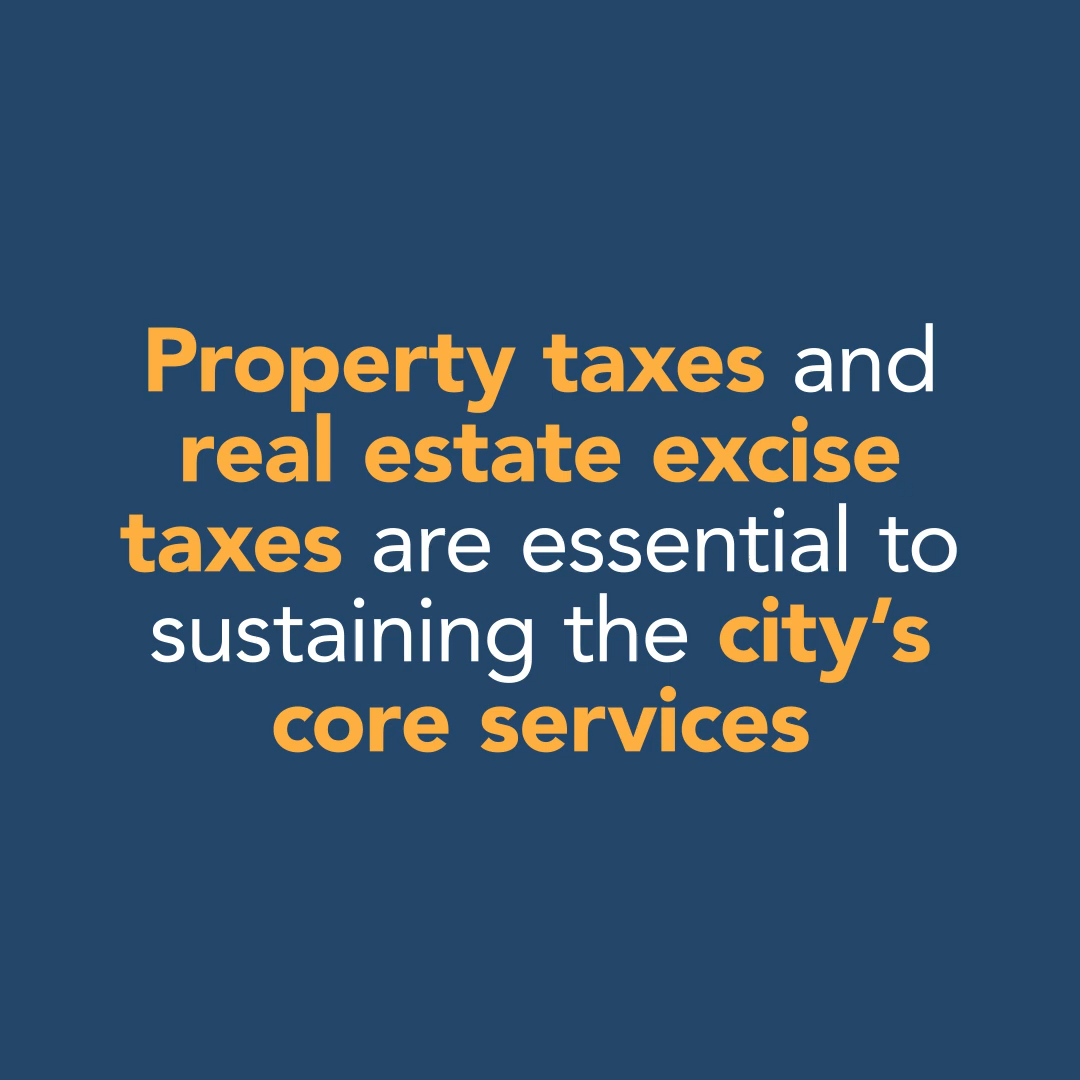 Property taxes and
real estate excise
taxes are essential to
sustaining the city’s
core services